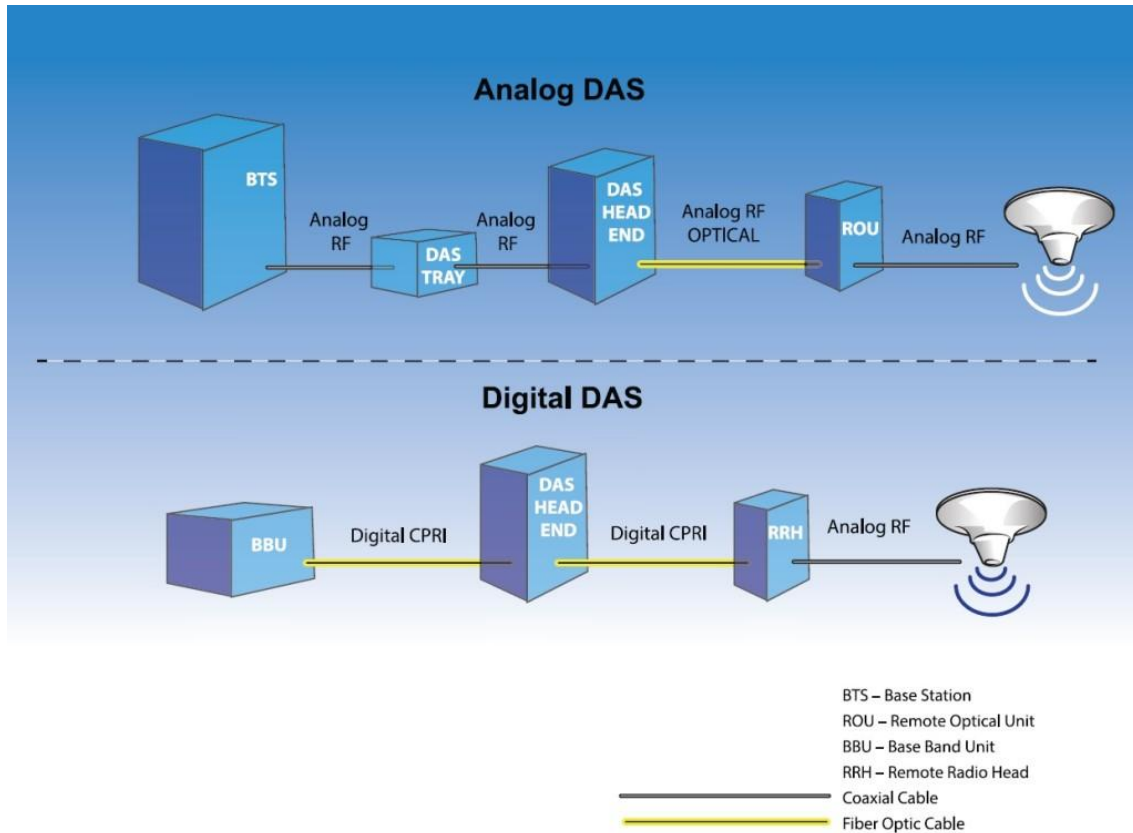 Analog DAS
BTS
Analog
RF
DAS
TRAY
Analog
RF
DAS
HEAD
END
Analog RF
OPTICAL
ROU
Analog RF
Digital DAS
BBU
Digital CPRI
DAS
HEAD
END
Digital CPRI
RRH
Analog RF
BTS – Base Station
ROU – Remote Optical Unit
BBU – Base Band Unit
RRH – Remote Radio Head
Coaxial Cable
Fiber Optic Cable